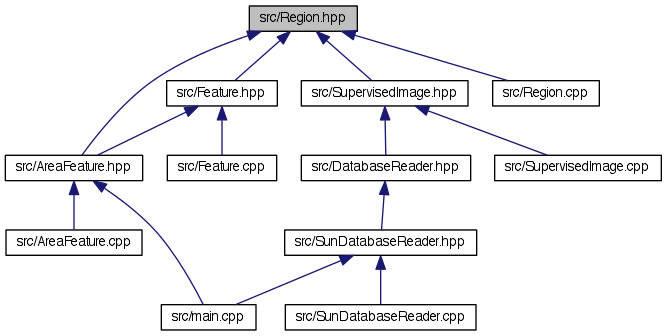 src/Region.hpp
src/Feature.hpp
src/SupervisedImage.hpp
src/Region.cpp
src/AreaFeature.hpp
src/Feature.cpp
src/DatabaseReader.hpp
src/SupervisedImage.cpp
src/AreaFeature.cpp
src/SunDatabaseReader.hpp
src/main.cpp
src/SunDatabaseReader.cpp